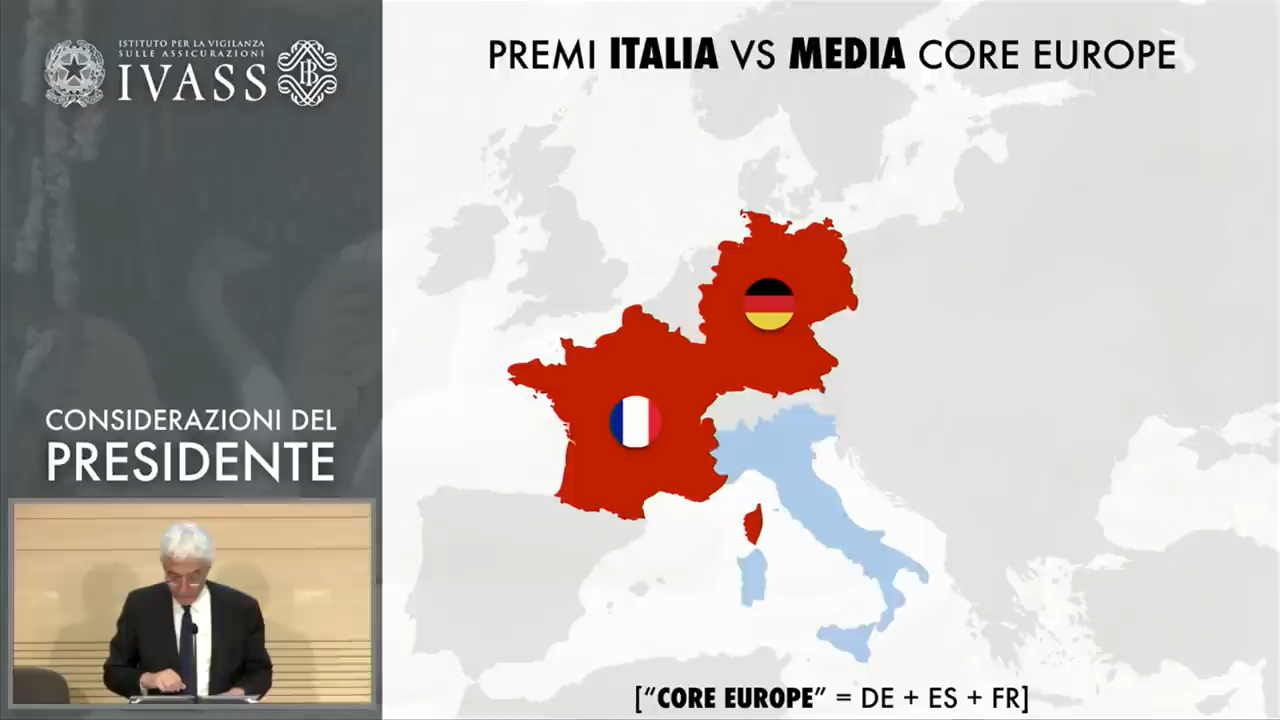 ISTITUTO PER LA VIGILANZA
SULLE ASSICURAZIONI
IVASS
PREMI ITALIA VS MEDIA CORE EUROPE
CONSIDERAZIONI DEL
PRESIDENTE
["CORE EUROPE" = DE + ES + FR]